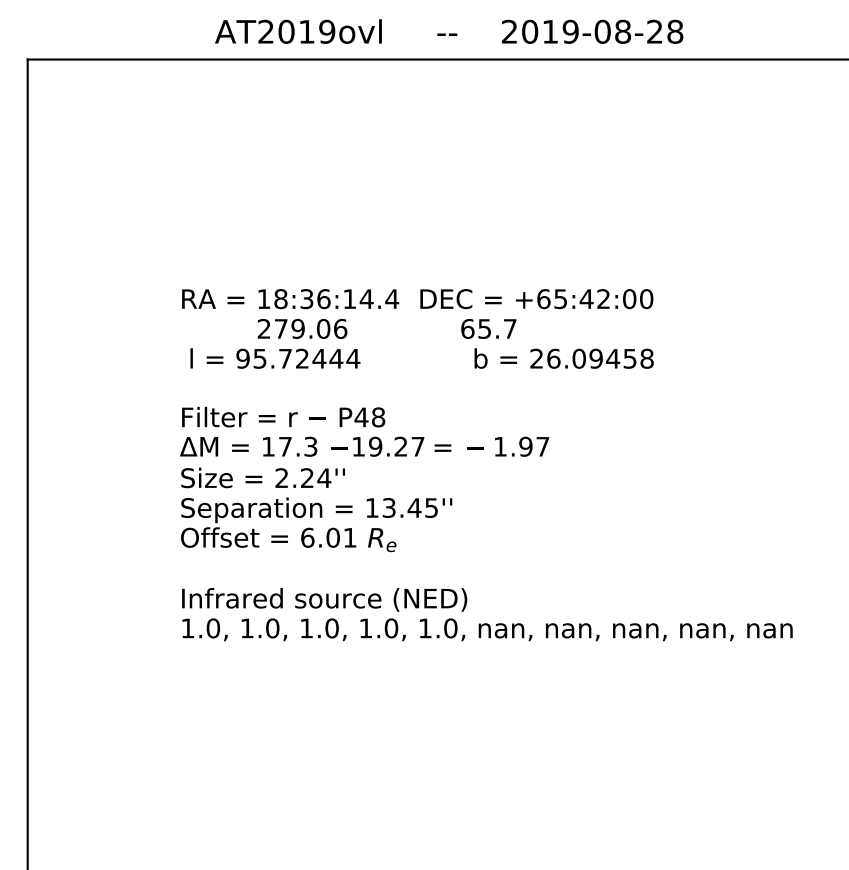 AT2019ovl -- 2019-08-28
RA = 18:36:14.4 DEC = +65:42:00
279.06 65.7
l = 95.72444 b = 26.09458
Filter = r − P48
ΔM = 17.3 −19.27 = − 1.97
Size = 2.24''
Separation = 13.45''
Offset = 6.01 Re
Infrared source (NED)
1.0, 1.0, 1.0, 1.0, 1.0, nan, nan, nan, nan, nan